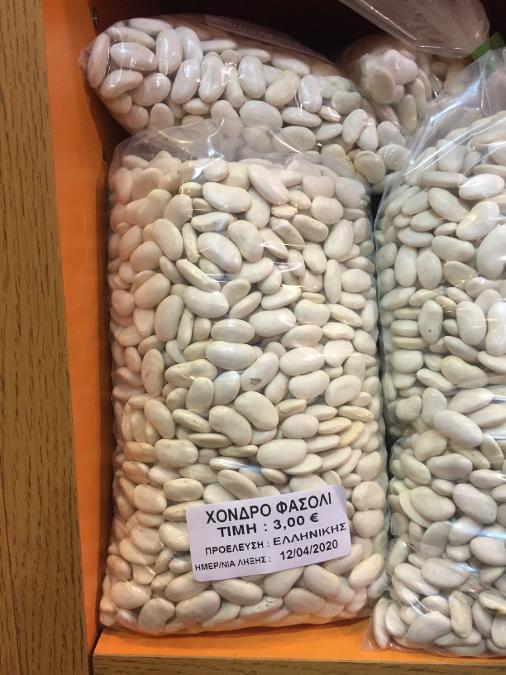 ΧΟΝΔΡΟ ΦΑΣΟΛΙ
ΤΙΜΗ : 3,00 €
ΠΡΟΕΛΕΥΣΗ : ΕΛΛΗΝΙΚΗΣ
ΗΜΕΡ/ΝΙΑ ΛΗΞΗΣ : 12/04/2020